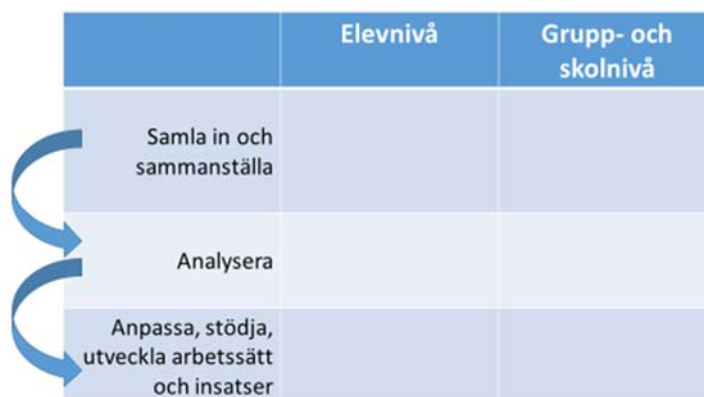 Elevnivå
Grupp- och
skolnivå
Samla in och
sammanställa
Analysera
Anpassa, stödja,
utveckla arbetssätt
och insatser